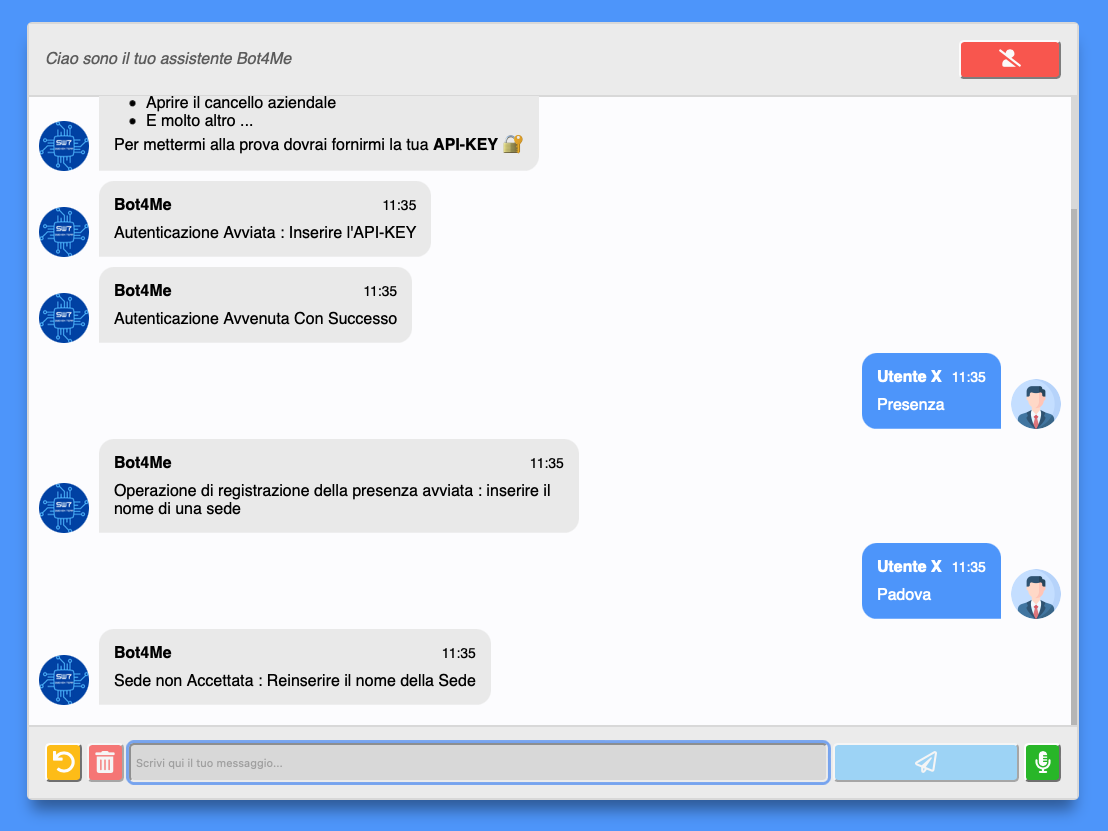 Ciao sono il tuo assistente Bot4Me
• Aprire il cancello aziendale
• E molto altro ...
Per mettermi alla prova dovrai fornirmi la tua API-KEY 🔐
Bot4Me 11:35
Autenticazione Avviata : Inserire l'API-KEY
Bot4Me 11:35
Autenticazione Avvenuta Con Successo
Utente X 11:35
Presenza
Bot4Me 11:35
Operazione di registrazione della presenza avviata : inserire il
nome di una sede
Utente X 11:35
Padova
Bot4Me 11:35
Sede non Accettata : Reinserire il nome della Sede
Scrivi qui il tuo messaggio...